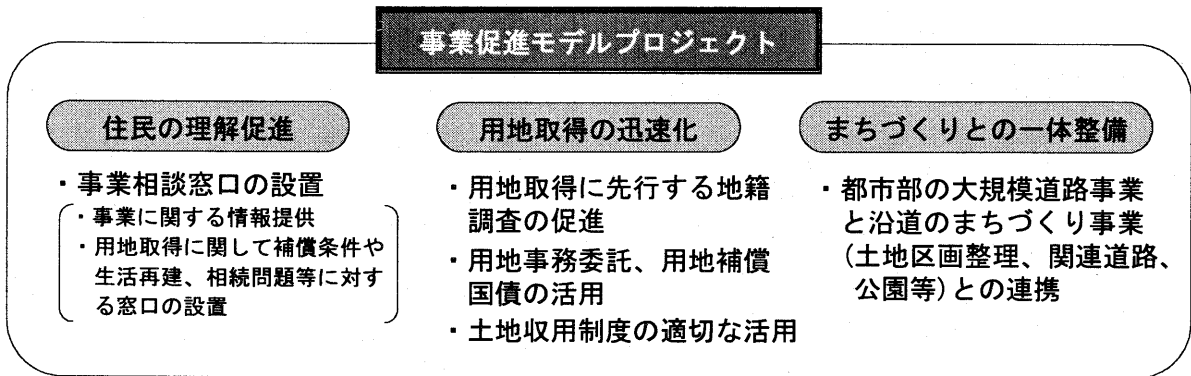 事業促進モデルプロジェクト
住民の理解促進
・事業相談窓口の設置
・事業に関する情報提供
・用地取得に関して補償条件や
生活再建、相続問題等に対す
る窓口の設置
用地取得の迅速化
・用地取得に先行する地籍
調査の促進
・用地事務委託、用地補償
国債の活用
・土地収用制度の適切な活用
まちづくりとの一体整備
・都市部の大規模道路事業
と沿道のまちづくり事業
(土地区画整理、関連道路、
公園等)との連携